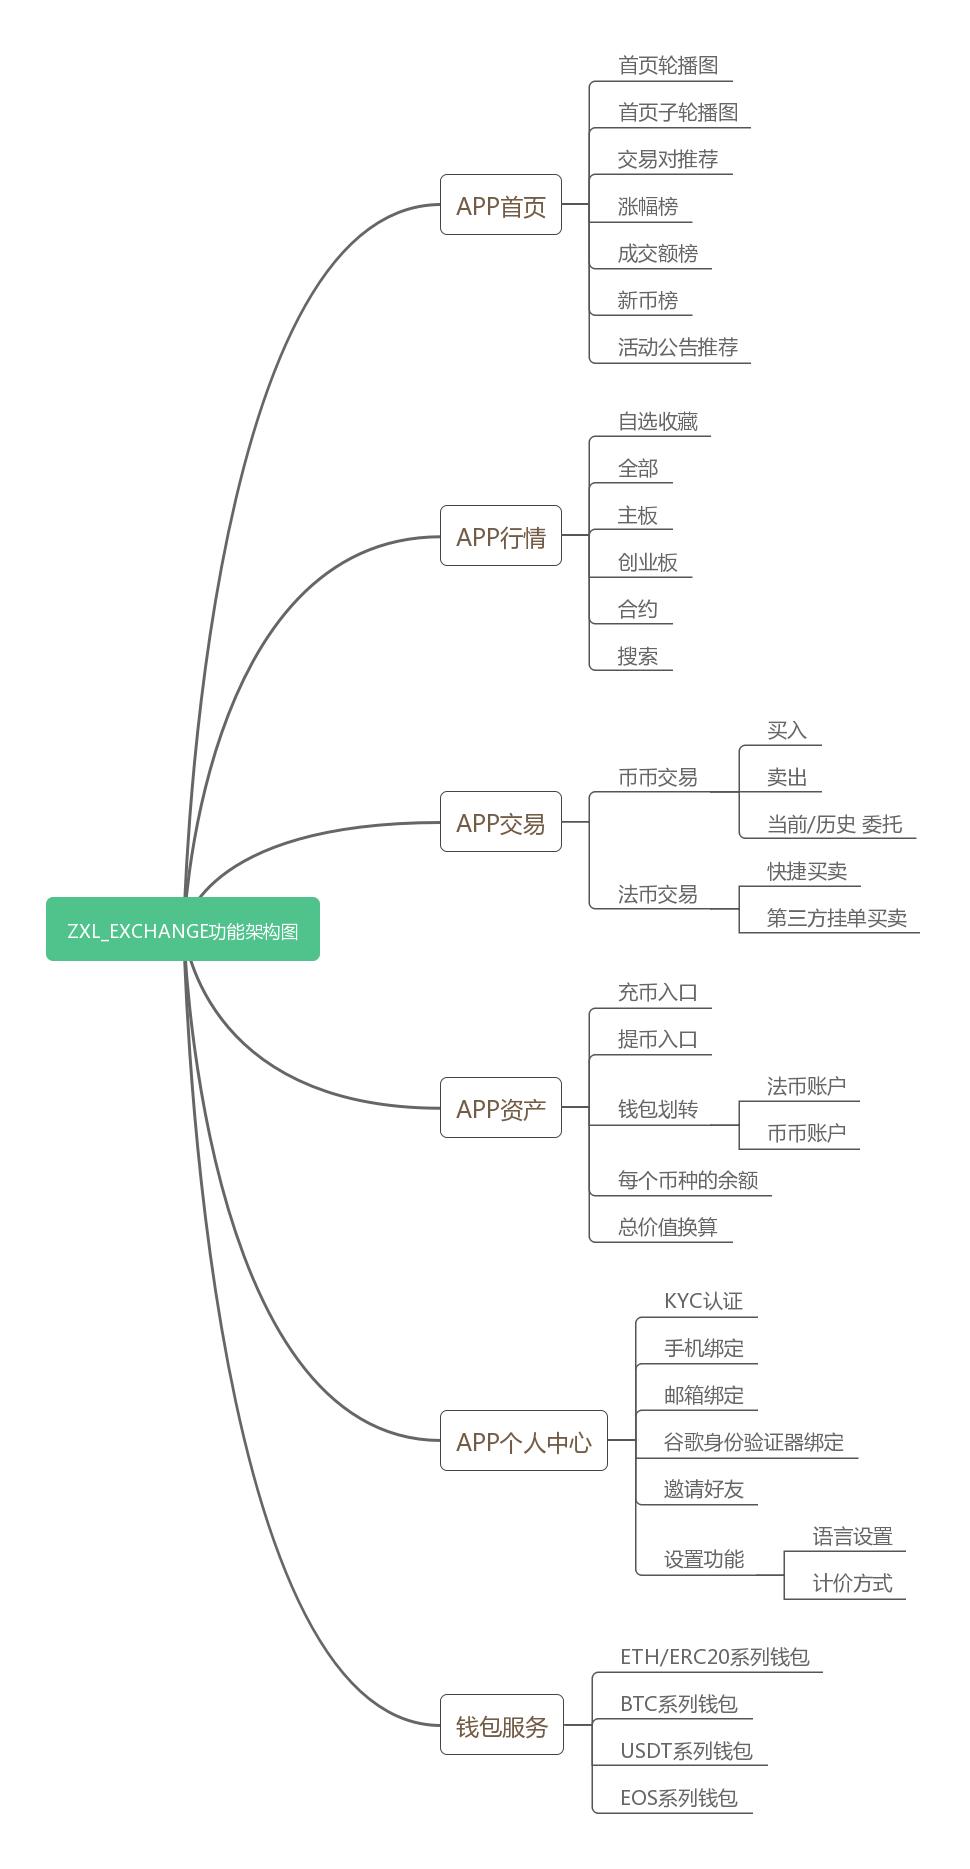 ZXL_EXCHANGE功能架构图
APP首页
首页轮播图
首页子轮播图
交易对推荐
涨幅榜
成交额榜
新币榜
活动公告推荐
APP行情
自选收藏
全部
主板
创业板
合约
搜索
APP交易
币币交易
买入
卖出
当前/历史 委托
法币交易
快捷买卖
第三方挂单买卖
APP资产
充币入口
提币入口
钱包划转
法币账户
币币账户
每个币种的余额
总价值换算
APP个人中心
KYC认证
手机绑定
邮箱绑定
谷歌身份验证器绑定
邀请好友
设置功能
语言设置
计价方式
钱包服务
ETH/ERC20系列钱包
BTC系列钱包
USDT系列钱包
EOS系列钱包